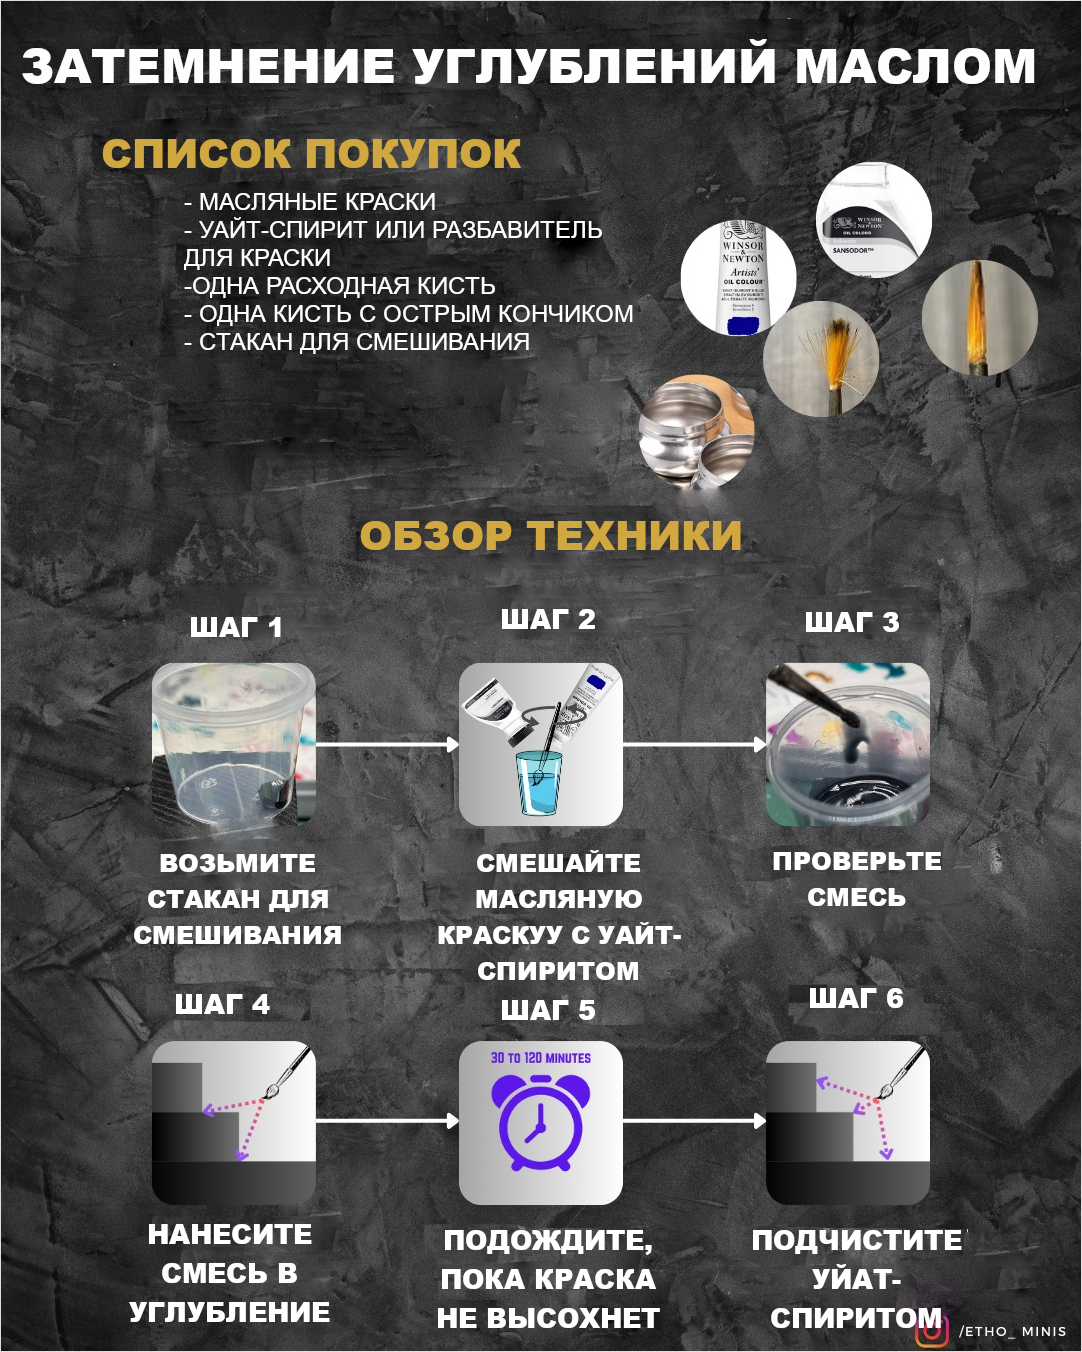 ЗАТЕМНЕНИЕ УГЛУБЛЕНИЙ МАСЛОМ
СПИСОК ПОКУПОК
- МАСЛЯНЫЕ КРАСКИ
- УАЙТ-СПИРИТ ИЛИ РАЗБАВИТЕЛЬ
ДЛЯ КРАСКИ
-ОДНА РАСХОДНАЯ КИСТЬ
- ОДНА КИСТЬ С ОСТРЫМ КОНЧИКОМ
- СТАКАН ДЛЯ СМЕШИВАНИЯ
WINSOR
& NEWTON
OIL COLOUR
SANSODOR™
WINSOR
&
NEWTON
Artists'
OIL COLOUR
ОБЗОР ТЕХНИКИ
ШАГ 1
ШАГ 2
ШАГ 3
ВОЗЬМИТЕ
СТАКАН ДЛЯ
СМЕШИВАНИЯ
СМЕШАЙТЕ
МАСЛЯНУЮ
КРАСКУУ С УАЙТ-
СПИРИТОМ
ПРОВЕРЬТЕ
СМЕСЬ
ШАГ 4
ШАГ 5
ШАГ 6
30 TO 120 MINUTES
НАНЕСИТЕ
СМЕСЬ В
УГЛУБЛЕНИЕ
ПОДОЖДИТЕ,
ПОКА КРАСКА
НЕ ВЫСОХНЕТ
ПОДЧИСТИТЕ
УЙАТ-
СПИРИТОМ
/ETHO_ MINIS